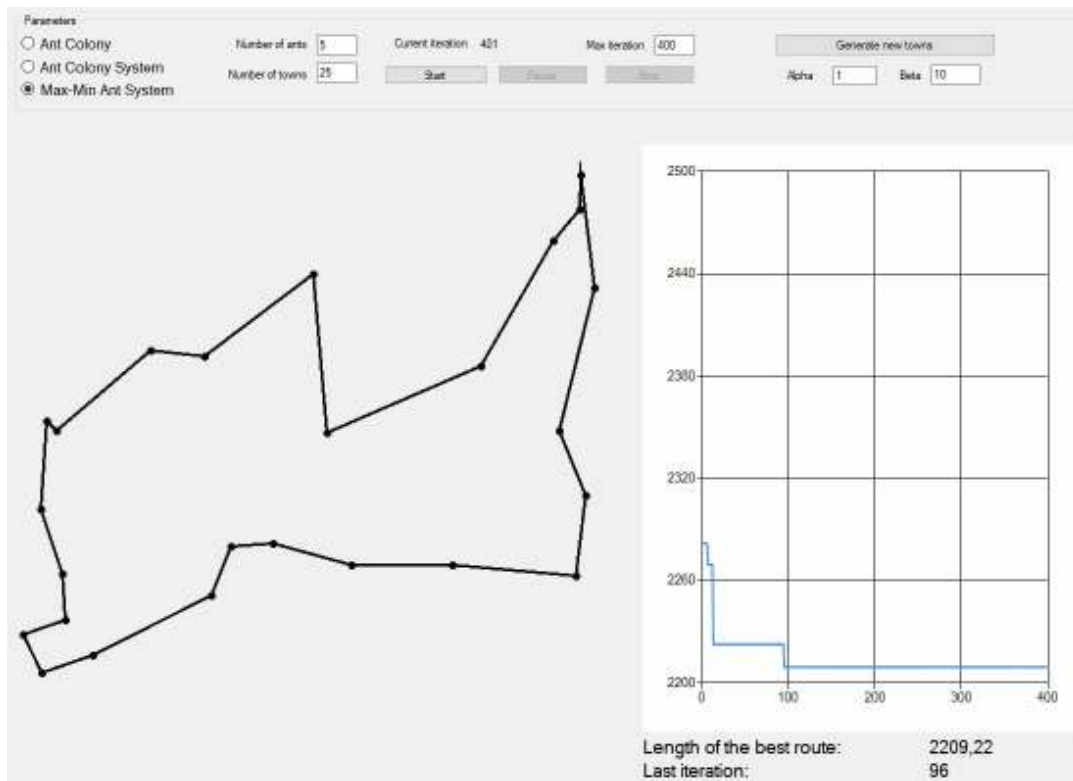 Parameters
Ant Colony
Ant Colony System
Max-Min Ant System
Number of ants 5
Number of towns 25
Current iteration 401
Start Pause Stop
Max iteration 400
Generate new towns
Alpha 1 Beta 10
2500
2440
2380
2320
2260
2200
0 100 200 300 400
Length of the best route: 2209,22
Last iteration: 96